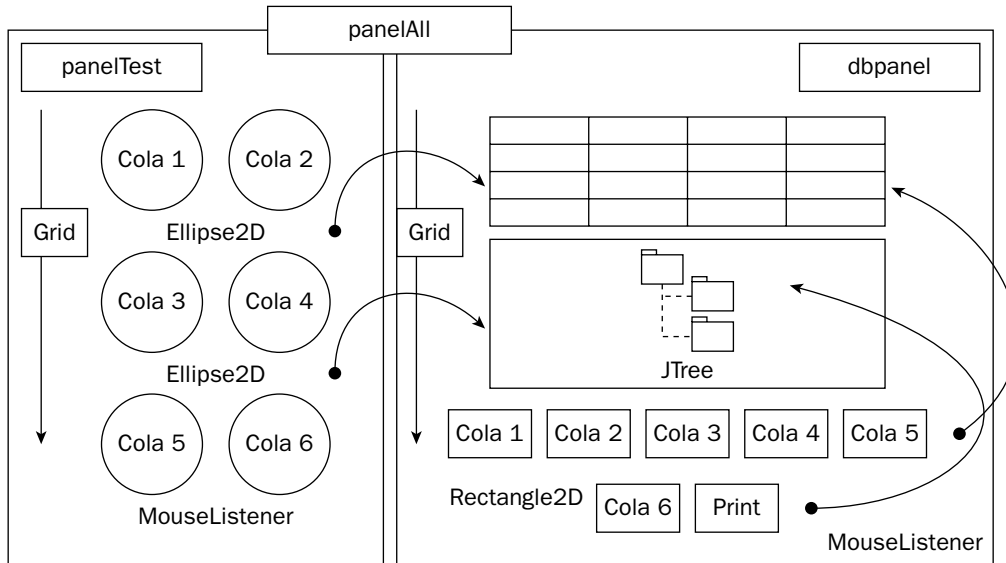 panelAll
panelTest
dbpanel
Cola 1
Cola 2
Grid
Ellipse2D
Grid
Cola 3
Cola 4
Ellipse2D
JTree
Cola 5
Cola 6
MouseListener
Cola 1
Cola 2
Cola 3
Cola 4
Cola 5
Rectangle2D
Cola 6
Print
MouseListener